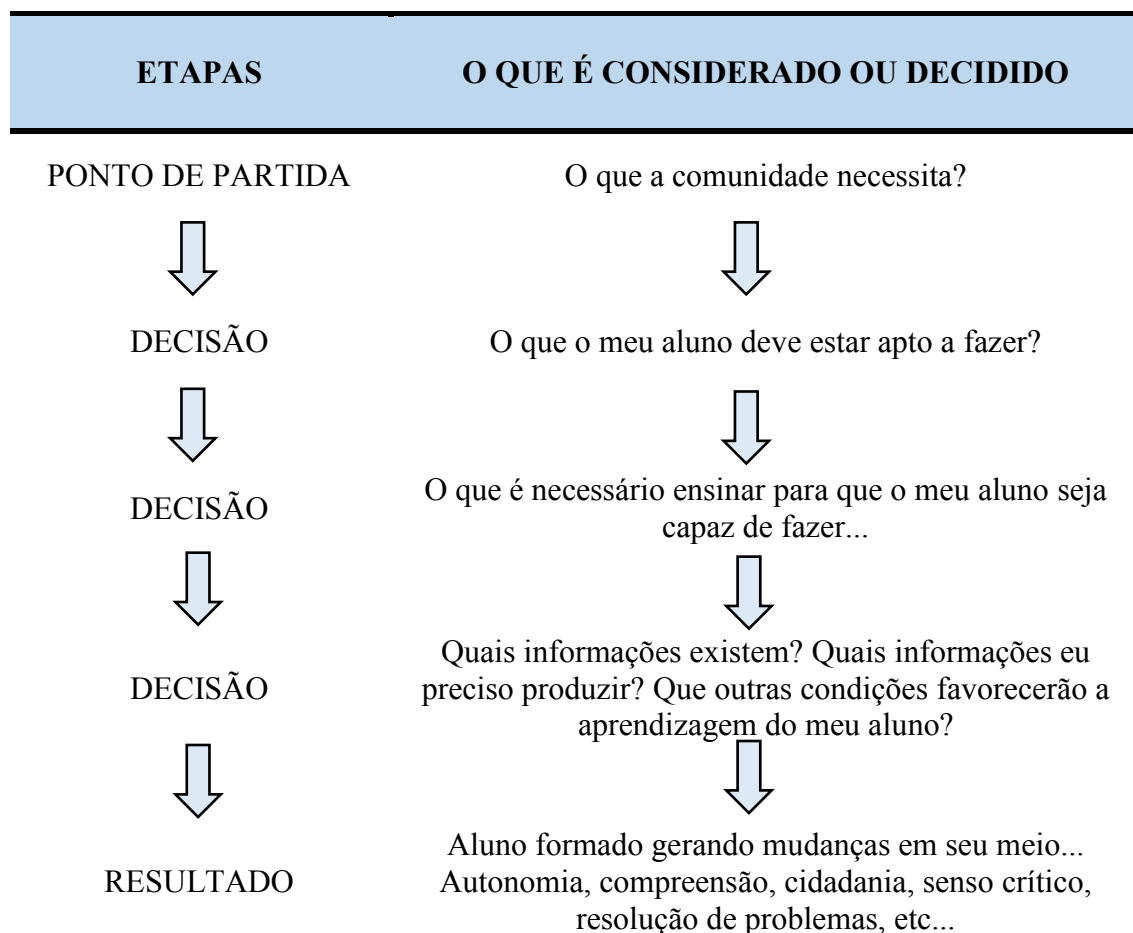 ETAPAS O QUE É CONSIDERADO OU DECIDIDO
PONTO DE PARTIDA O que a comunidade necessita?
DECISÃO O que o meu aluno deve estar apto a fazer?
DECISÃO O que é necessário ensinar para que o meu aluno seja
capaz de fazer...
DECISÃO Quais informações existem? Quais informações eu
preciso produzir? Que outras condições favorecerão a
aprendizagem do meu aluno?
RESULTADO Aluno formado gerando mudanças em seu meio...
Autonomia, compreensão, cidadania, senso crítico,
resolução de problemas, etc...